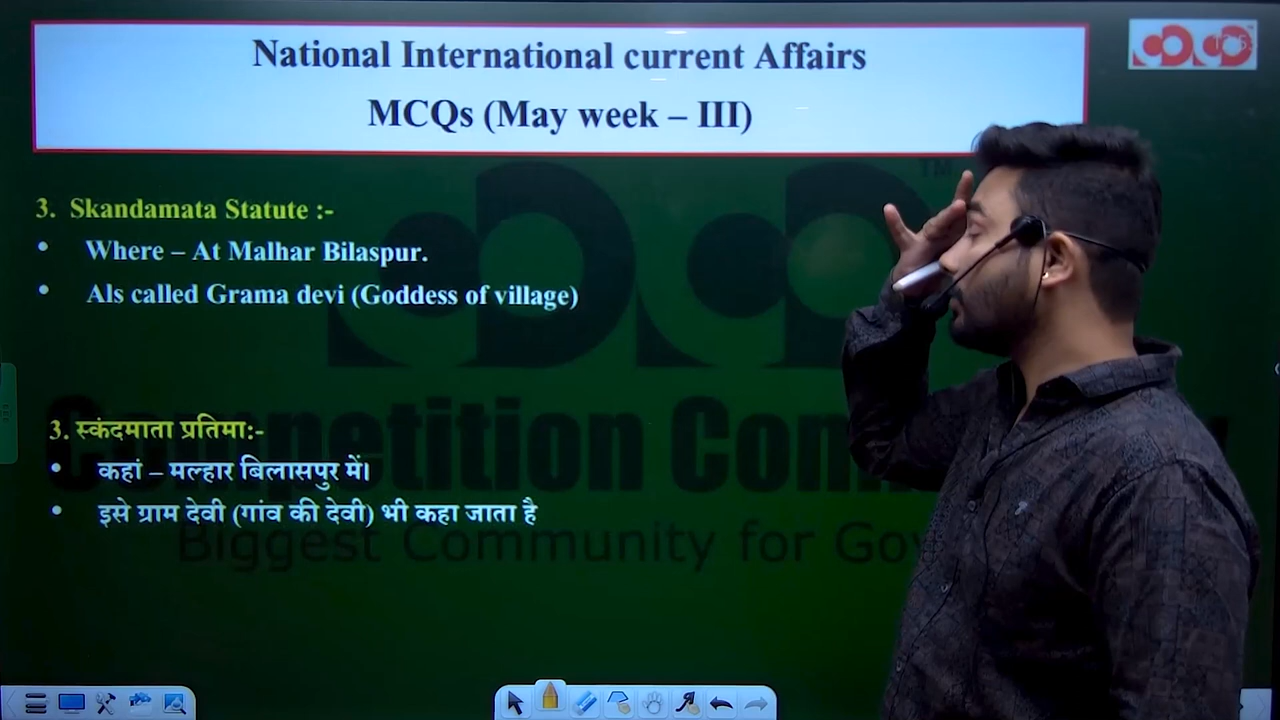 National International current Affairs
MCQs (May week – III)
3. Skandamata Statute :-
• Where – At Malhar Bilaspur.
• Als called Grama devi (Goddess of village)
3. स्कंदमाता प्रतिमा:-
• कहां – मल्हार बिलासपुर में।
• इसे ग्राम देवी (गांव की देवी) भी कहा जाता है
Competition Com
Biggest Community for Gov
TM